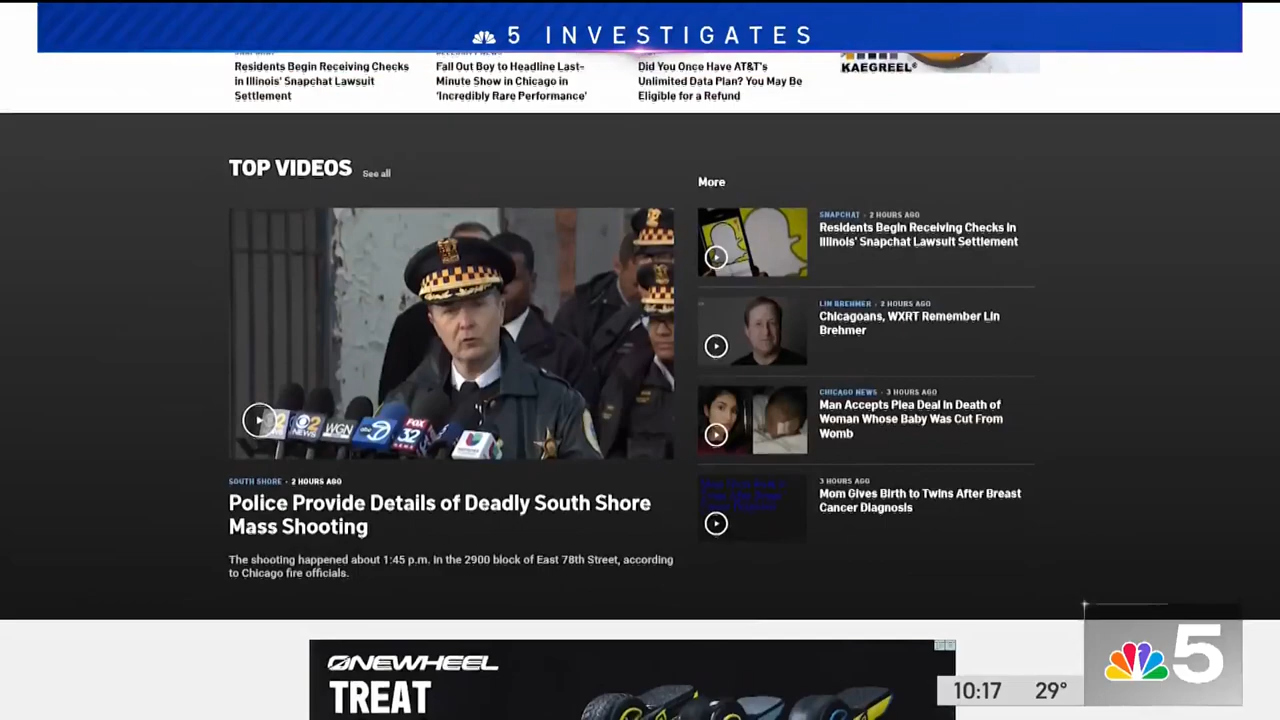 5 INVESTIGATES
Residents Begin Receiving Checks
in Illinois' Snapchat Lawsuit
Settlement
Fall Out Boy to Headline Last-
Minute Show in Chicago in
'Incredibly Rare Performance'
Did You Once Have AT&T's
Unlimited Data Plan? You May Be
Eligible for a Refund
KAEGREEL®
TOP VIDEOS See all
2
CBS 2
NEWS
WGN
abc 7
FOX
32
NEWS
SOUTH SHORE · 2 HOURS AGO
Police Provide Details of Deadly South Shore
Mass Shooting
The shooting happened about 1:45 p.m. in the 2900 block of East 78th Street, according
to Chicago fire officials.
More
SNAPCHAT · 2 HOURS AGO
Residents Begin Receiving Checks in
Illinois' Snapchat Lawsuit Settlement
LIN BREHMER · 2 HOURS AGO
Chicagoans, WXRT Remember Lin
Brehmer
CHICAGO NEWS · 3 HOURS AGO
Man Accepts Plea Deal in Death of
Woman Whose Baby Was Cut From
Womb
3 HOURS AGO
Mom Gives Birth to Twins After Breast
Cancer Diagnosis
ONEWHEEL
TREAT
10:17 29°
5